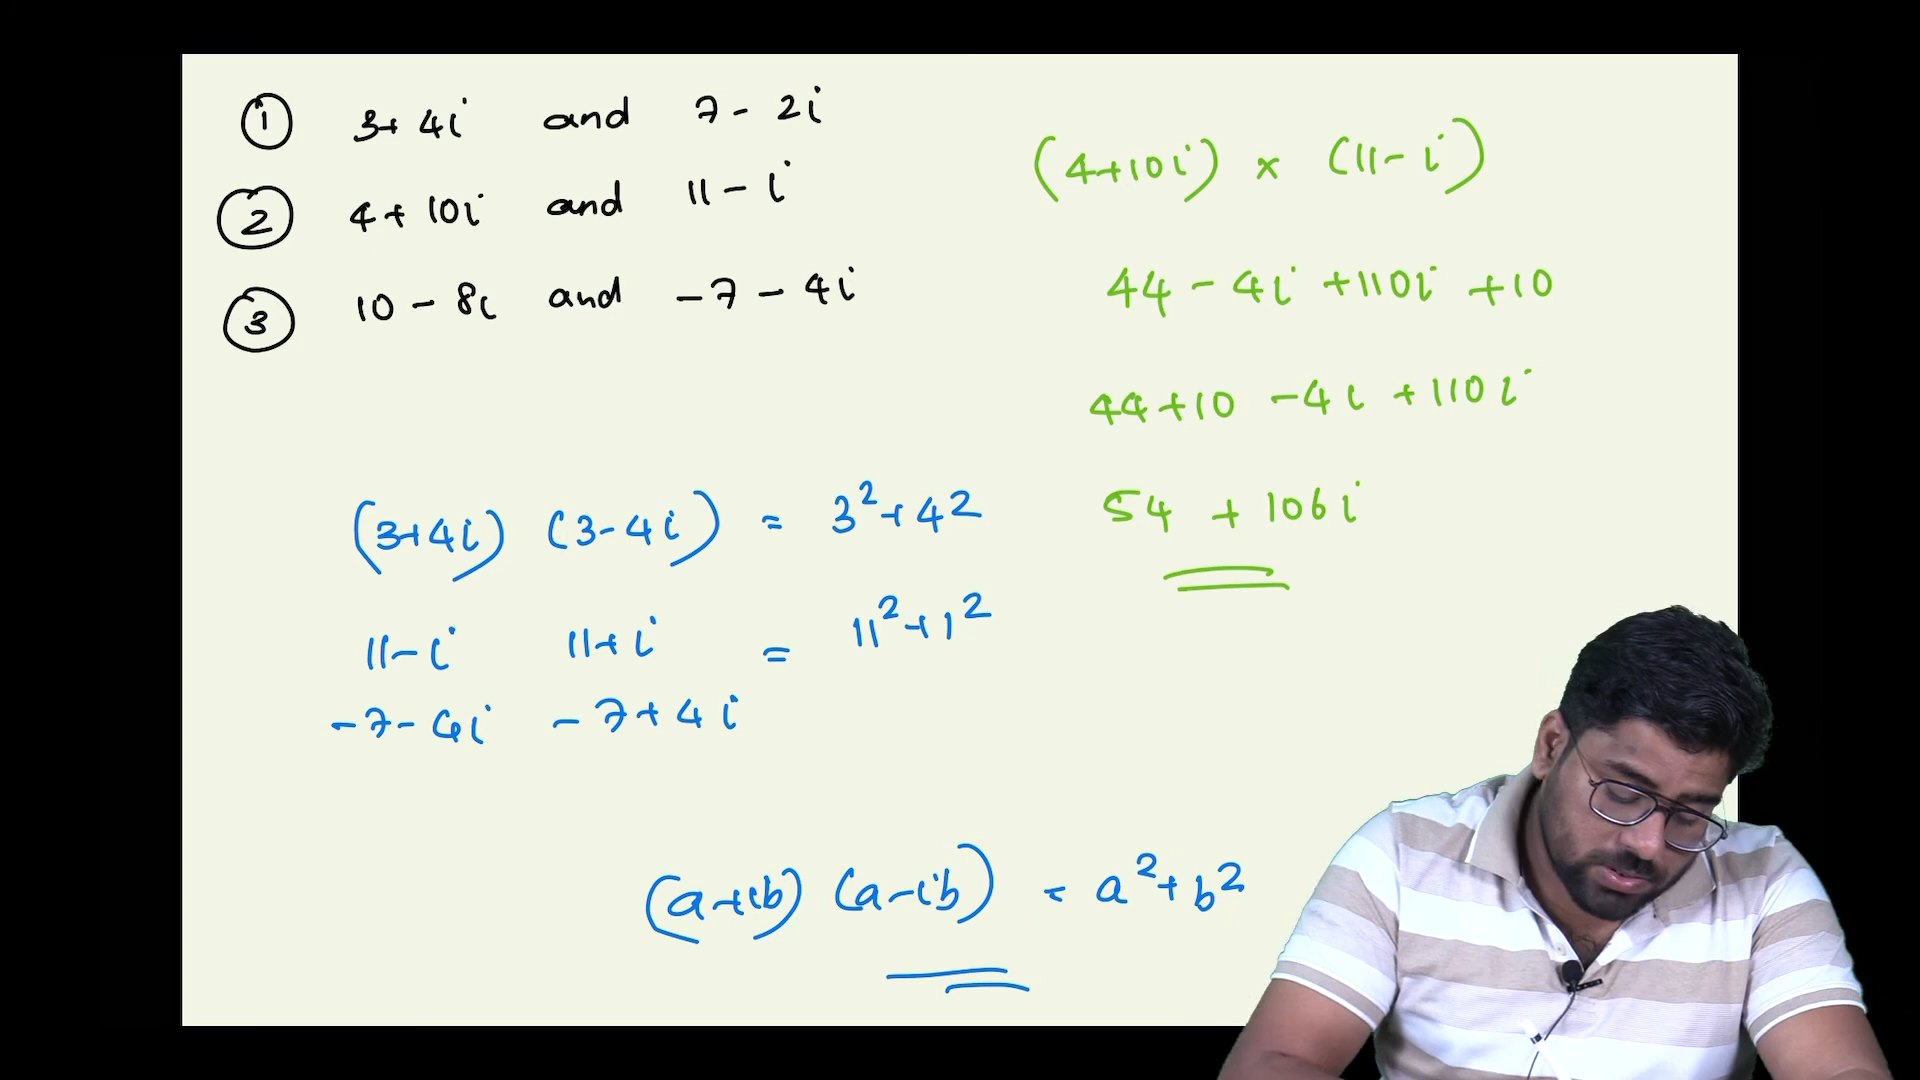 ① 3+4i and 7-2i
② 4+10i and 11-i
③ 10-8i and -7-4i
(4+10i) × (11-i)
44-4i+110i+10
44+10-4i+110i
54+106i
(3+4i) (3-4i) = 3²+4²
11-i 11+i = 11²+1²
-7-4i -7+4i
(a+ib) (a-ib) = a²+b²